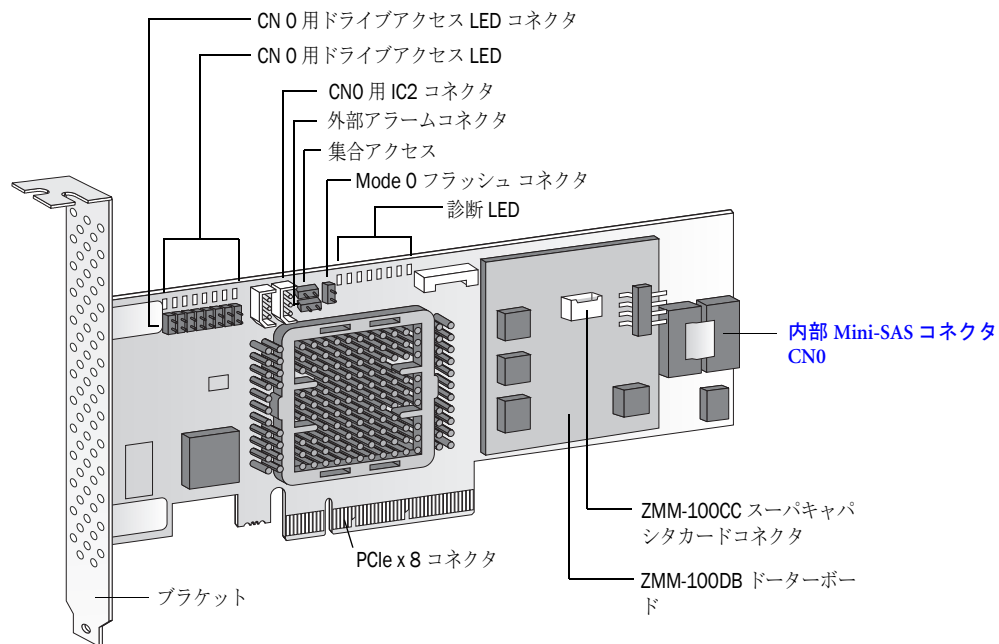 CN 0 用ドライブアクセス LED コネクタ
CN 0 用ドライブアクセス LED
CN0 用 IC2 コネクタ
外部アラームコネクタ
集合アクセス
Mode 0 フラッシュ コネクタ
診断 LED
内部 Mini-SAS コネクタ
CN0
ZMM-100CC スーパキャパ
シタカードコネクタ
PCIe x 8 コネクタ
ZMM-100DB ドーターボー
ド
ブラケット